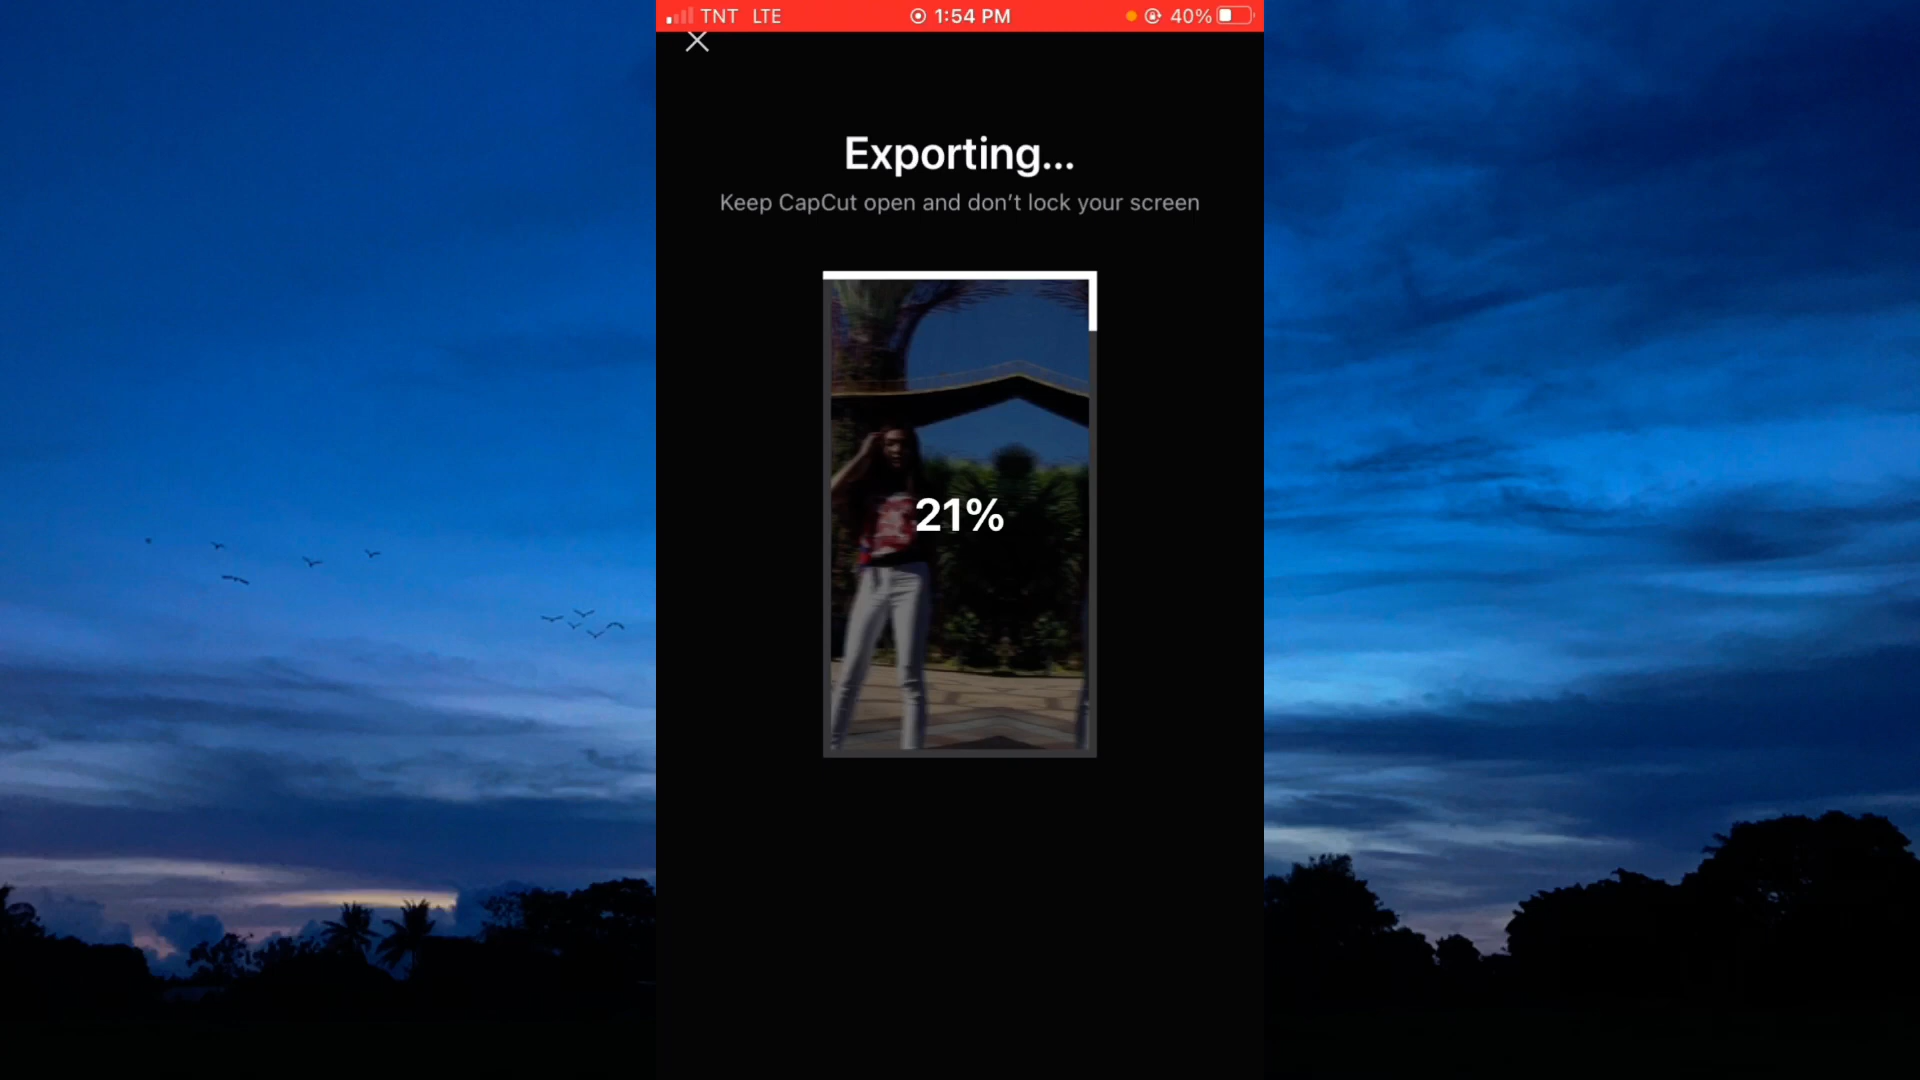 TNT LTE 1:54 PM 40%
Exporting...
Keep CapCut open and don’t lock your screen
21%